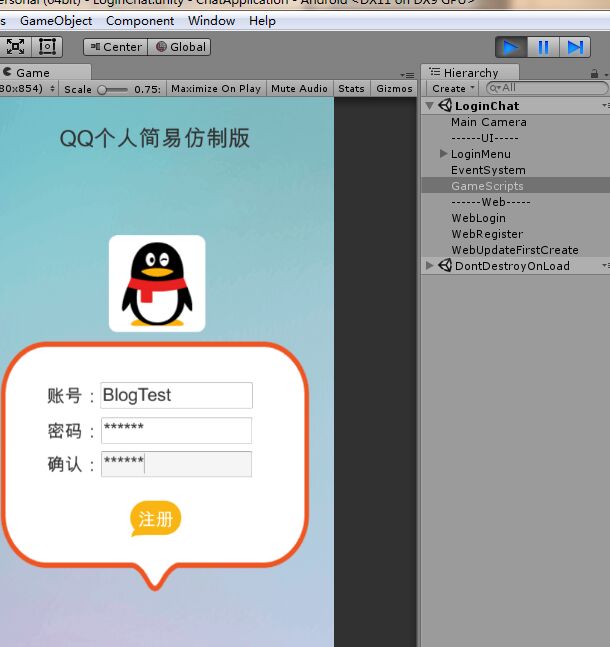 ersonal (64bit) - LoginChat.unity - ChatApplication - Android <DX11 on DX9 GPU>
s GameObject Component Window Help
Center Global
Game
80x854) Scale 0.75: Maximize On Play Mute Audio Stats Gizmos
Hierarchy
Create All
LoginChat
Main Camera
------UI-----
LoginMenu
EventSystem
GameScripts
------Web-----
WebLogin
WebRegister
WebUpdateFirstCreate
DontDestroyOnLoad
QQ个人简易仿制版
账号：BlogTest
密码：******
确认：******
注册